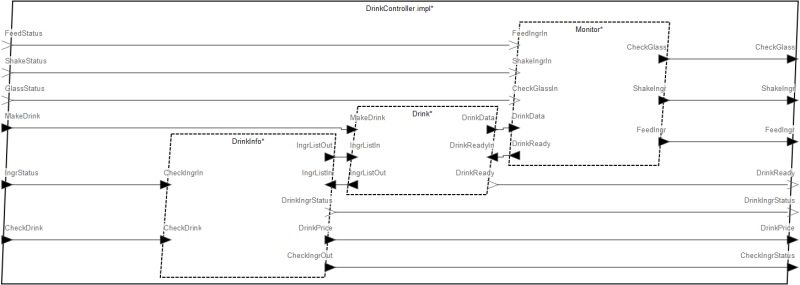 DrinkController.impl*
FeedStatus
ShakeStatus
GlassStatus
MakeDrink
IngrStatus
CheckDrink
DrinkInfo*
CheckIngrIn
CheckDrink
IngrListOut
IngrListIn
DrinkIngrStatus
DrinkPrice
CheckIngrOut
Drink*
MakeDrink
IngrListIn
IngrListOut
DrinkData
DrinkReadyIn
DrinkReady
Monitor*
FeedIngrIn
ShakeIngrIn
CheckGlassIn
DrinkData
DrinkReady
CheckGlass
ShakeIngr
FeedIngr
CheckGlass
ShakeIngr
FeedIngr
DrinkReady
DrinkIngrStatus
DrinkPrice
CheckIngrStatus